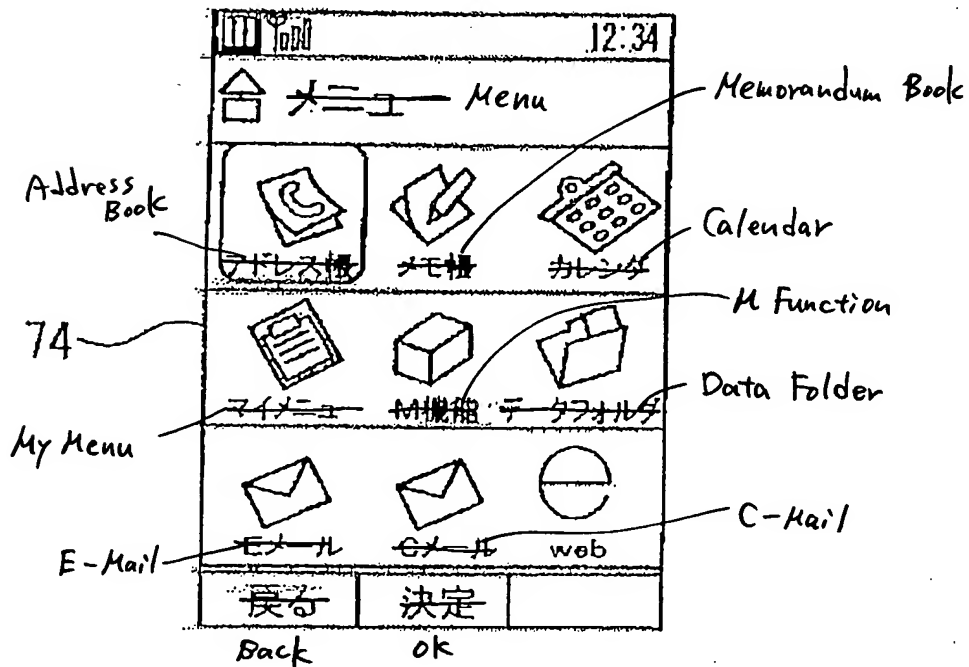 12:34
メニュー Menu
Memorandum Book
Address
Book
アドレス帳 メモ帳 カレンダ
Calendar
74
M Function
マイメニュー M機能 データフォルダ
Data Folder
My Menu
Eメール Cメール web
E-Mail
C-Mail
戻る 決定
Back OK